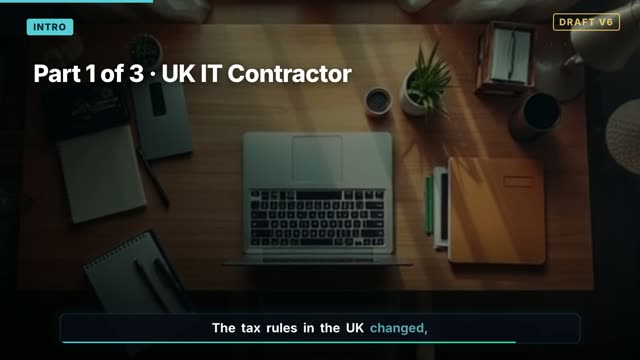 INTRO
DRAFT V6
Part 1 of 3 · UK IT Contractor
The tax rules in the UK changed,